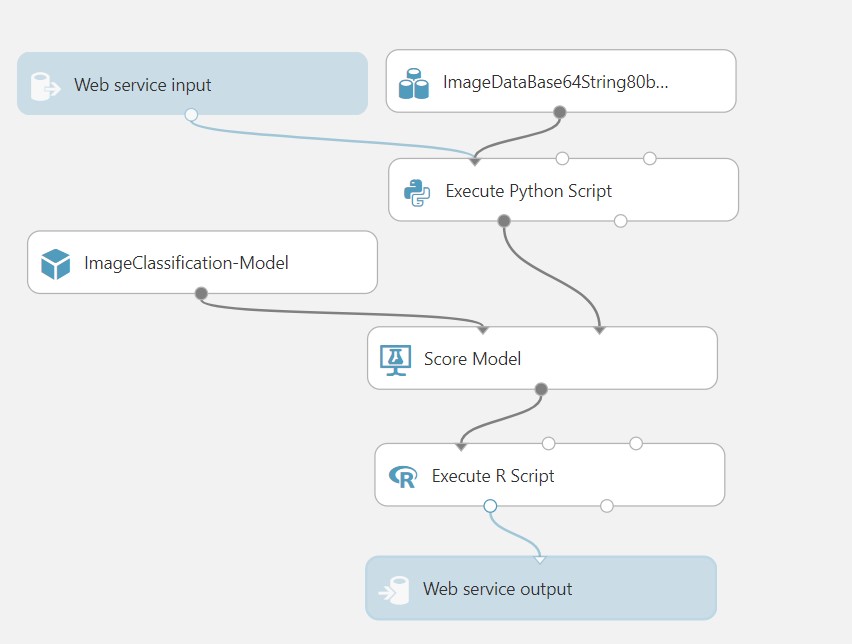 Web service input
ImageDataBase64String80b...
Execute Python Script
ImageClassification-Model
Score Model
Execute R Script
Web service output